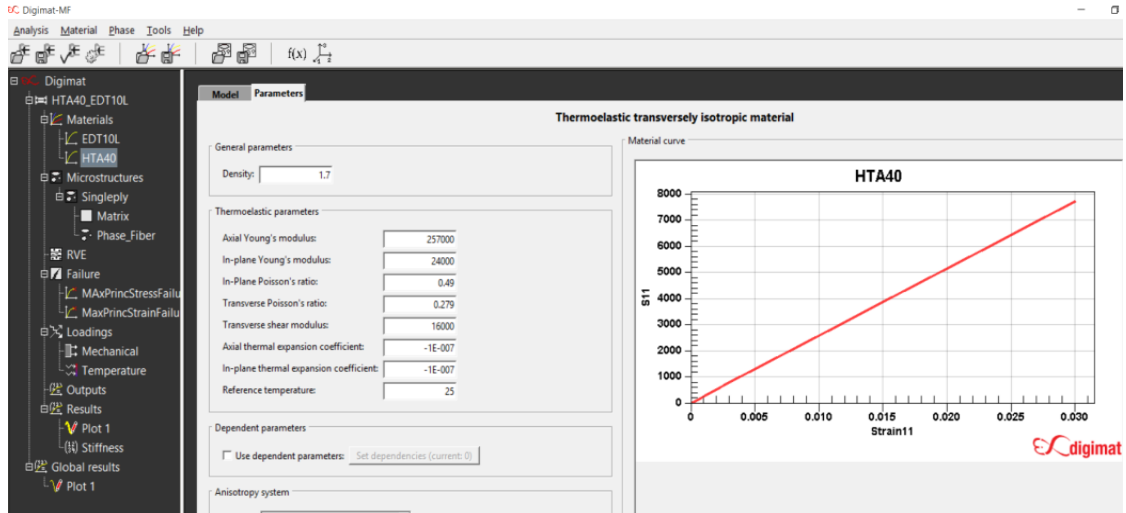 Digimat-MF
Analysis Material Phase Tools Help
f(x)
Digimat
HTA40_EDT10L
Materials
EDT10L
HTA40
Microstructures
Singleply
Matrix
Phase_Fiber
RVE
Failure
MAxPrincStressFailu
MaxPrincStrainFailu
Loadings
Mechanical
Temperature
Outputs
Results
Plot 1
Stiffness
Global results
Plot 1
Model Parameters
Thermoelastic transversely isotropic material
General parameters
Density: 1.7
Thermoelastic parameters
Axial Young's modulus: 257000
In-plane Young's modulus: 24000
In-Plane Poisson's ratio: 0.49
Transverse Poisson's ratio: 0.279
Transverse shear modulus: 16000
Axial thermal expansion coefficient: -1E-007
In-plane thermal expansion coefficient: -1E-007
Reference temperature: 25
Dependent parameters
Use dependent parameters: Set dependencies (current: 0)
Anisotropy system
Material curve
HTA40
8000
7000
6000
5000
4000
3000
2000
1000
0
S11
0 0.005 0.010 0.015 0.020 0.025 0.030
Strain11
digimat